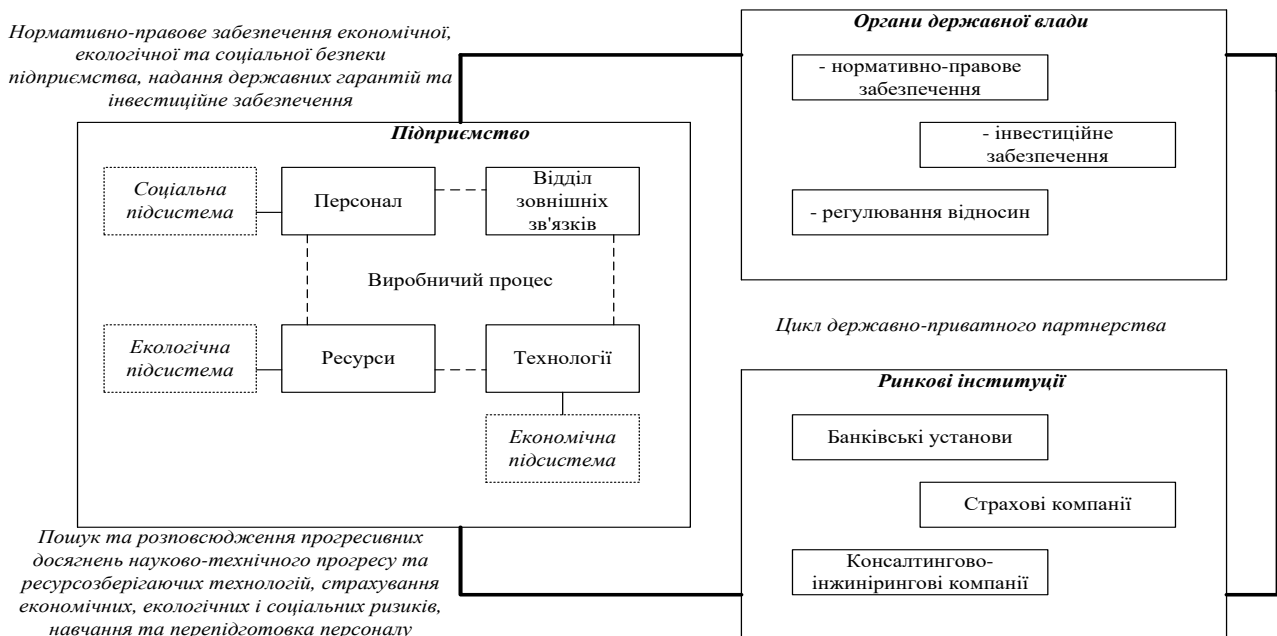 Нормативно-правове забезпечення економічної,
екологічної та соціальної безпеки
підприємства, надання державних гарантій та
інвестиційне забезпечення
Підприємство
Соціальна
підсистема
Персонал
Відділ
зовнішніх
зв'язків
Виробничий процес
Екологічна
підсистема
Ресурси
Технології
Економічна
підсистема
Пошук та розповсюдження прогресивних
досягнень науково-технічного прогресу та
ресурсозберігаючих технологій, страхування
економічних, екологічних і соціальних ризиків,
навчання та перепідготовка персоналу
Органи державної влади
- нормативно-правове
забезпечення
- інвестиційне
забезпечення
- регулювання відносин
Цикл державно-приватного партнерства
Ринкові інституції
Банківські установи
Страхові компанії
Консалтингово-
інжинірингові компанії